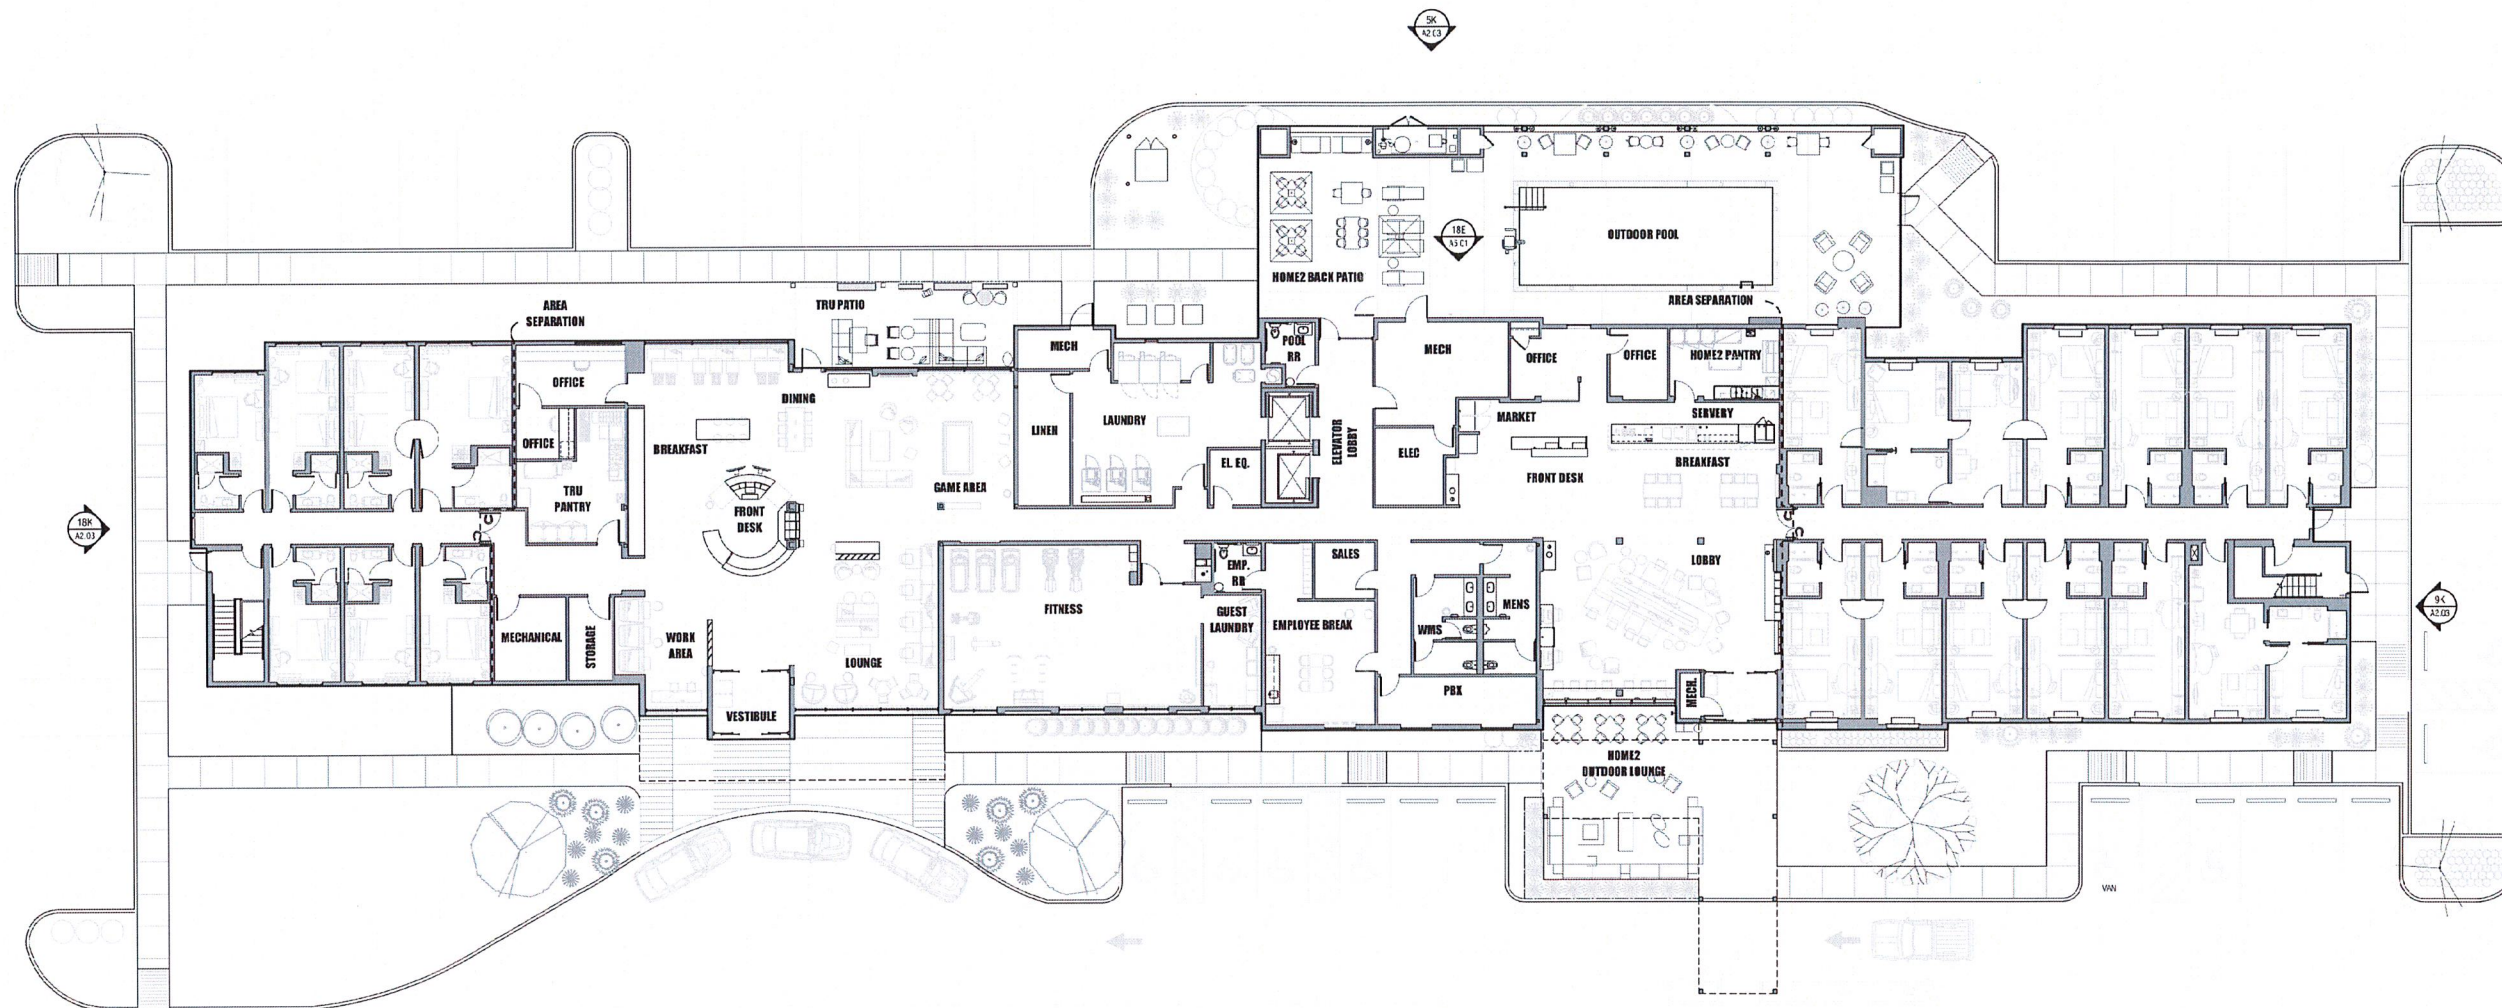 5K
A2.03
18E
A5.01
OUTDOOR POOL
HOME2 BACK PATIO
AREA SEPARATION
AREA
SEPARATION
TRU PATIO
MECH
POOL
RR
MECH
OFFICE
OFFICE
HOME2 PANTRY
OFFICE
DINING
LINEN
LAUNDRY
ELEVATOR
LOBBY
MARKET
SERVERY
OFFICE
BREAKFAST
EL. EQ.
ELEC
FRONT DESK
BREAKFAST
TRU
PANTRY
GAME AREA
FRONT
DESK
18K
A2.03
SALES
LOBBY
EMP.
RR
FITNESS
GUEST
LAUNDRY
EMPLOYEE BREAK
WMS
MENS
9K
A2.03
MECHANICAL
STORAGE
WORK
AREA
LOUNGE
PBX
MECH.
VESTIBULE
HOME2
OUTDOOR LOUNGE
VAN